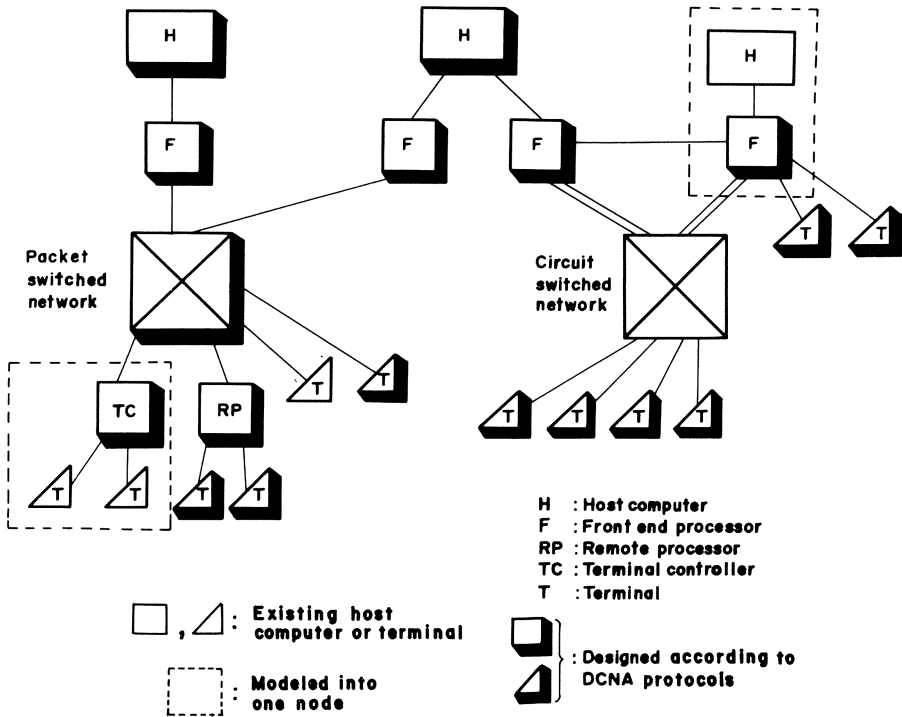 H
H
H
F
F
F
F
Packet
switched
network
Circuit
switched
network
T
T
T
T
TC
RP
T
T
T
T
T
T
T
T
H : Host computer
F : Front end processor
RP : Remote processor
TC : Terminal controller
T : Terminal
, : Existing host
computer or terminal
: Modeled into
one node
: Designed according to
DCNA protocols